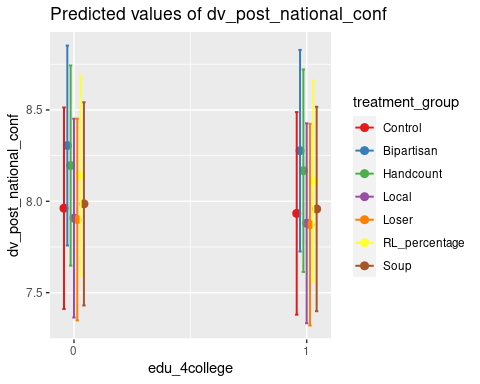 Predicted values of dv_post_national_conf
dv_post_national_conf
8.5
8.0
7.5
0
1
edu_4college
treatment_group
Control
Bipartisan
Handcount
Local
Loser
RL_percentage
Soup